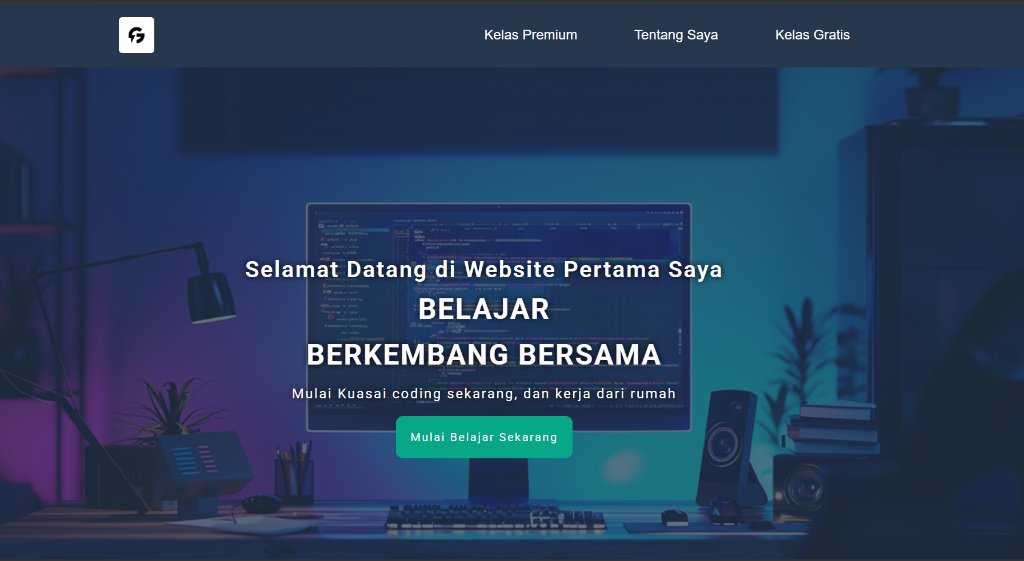 Kelas Premium
Tentang Saya
Kelas Gratis
Selamat Datang di Website Pertama Saya
BELAJAR
BERKEMBANG BERSAMA
Mulai Kuasai coding sekarang, dan kerja dari rumah
Mulai Belajar Sekarang